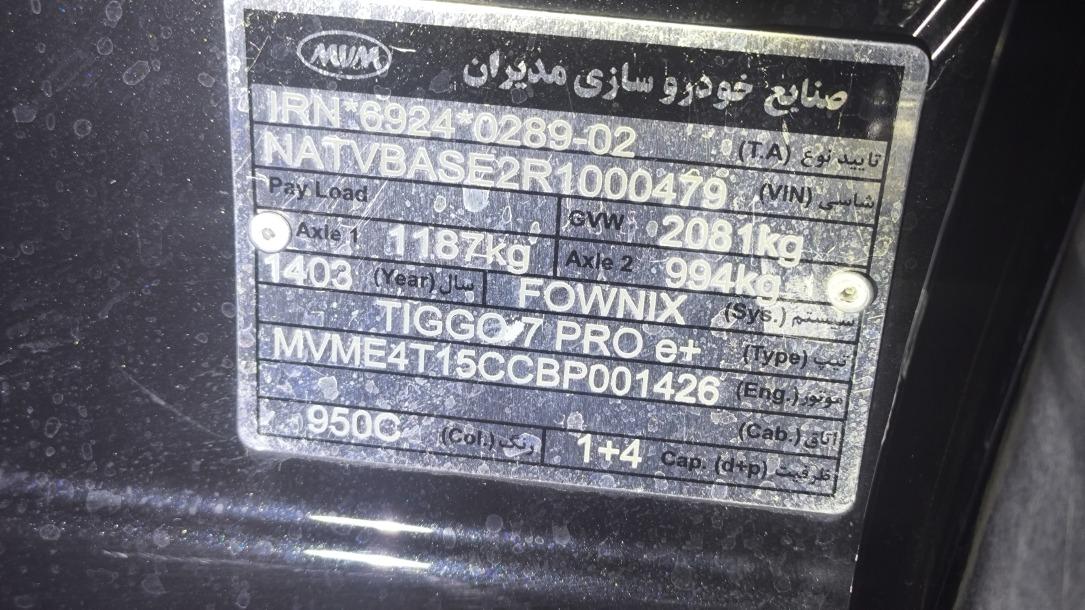 MVM صنایع خودرو سازی مدیران
IRN*6924*0289-02 تایید نوع (T.A)
NATVBASE2R1000479 شاسی (VIN)
Pay Load GVW 2081kg
Axle 1 1187kg Axle 2 994kg
1403 سال (Year) FOWNIX سیستم (Sys.)
TIGGO 7 PRO e+ تیپ (Type)
MVME4T15CCBP001426 موتور (Eng.)
اتاق (Cab.)
950C رنگ (Col.) 1+4 Cap. (d+p) ظرفیت